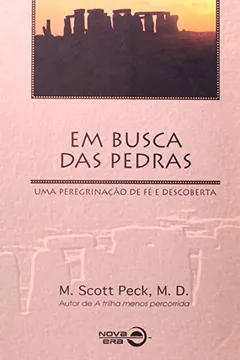 EM BUSCA
DAS PEDRAS
UMA PEREGRINAÇÃO DE FÉ E DESCOBERTA
M. Scott Peck, M. D.
Autor de A trilha menos percorrida
NOVA
ERA